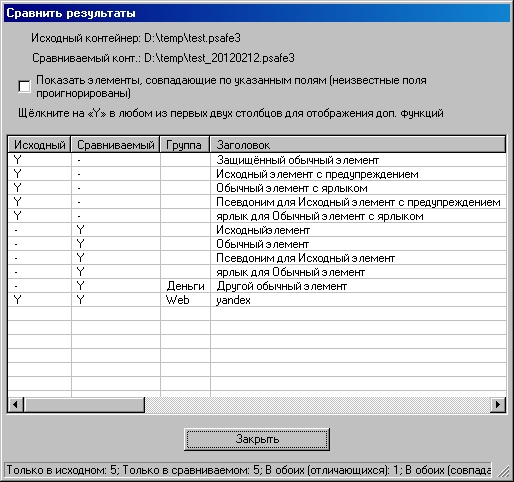 Сравнить результаты
Исходный контейнер: D:\temp\test.psafe3
Сравниваемый конт.: D:\temp\test_20120212.psafe3
Показать элементы, совпадающие по указанным полям (неизвестные поля
проигнорированы)
Щёлкните на «Y» в любом из первых двух столбцов для отображения доп. функций
Исходный Сравниваемый Группа Заголовок
Y - Защищённый обычный элемент
Y - Исходный элемент с предупреждением
Y - Обычный элемент с ярлыком
Y - Псевдоним для Исходный элемент с предупреждением
Y - ярлык для Обычный элемент с ярлыком
- Y Исходныйэлемент
- Y Обычный элемент
- Y Псевдоним для Исходный элемент
- Y ярлык для Обычный элемент
- Y Деньги Другой обычный элемент
Y Y Web yandex
Закрыть
Только в исходном: 5; Только в сравниваемом: 5; В обоих (отличающихся): 1; В обоих (совпада